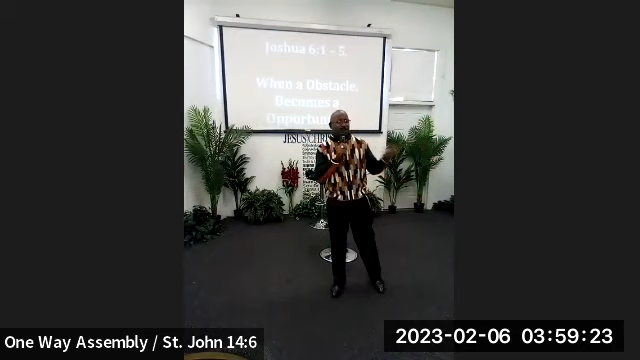 Joshua 6:1 – 5.
When a Obstacle,
Becomes a
JESUS
One Way Assembly / St. John 14:6
2023-02-06 03:59:23